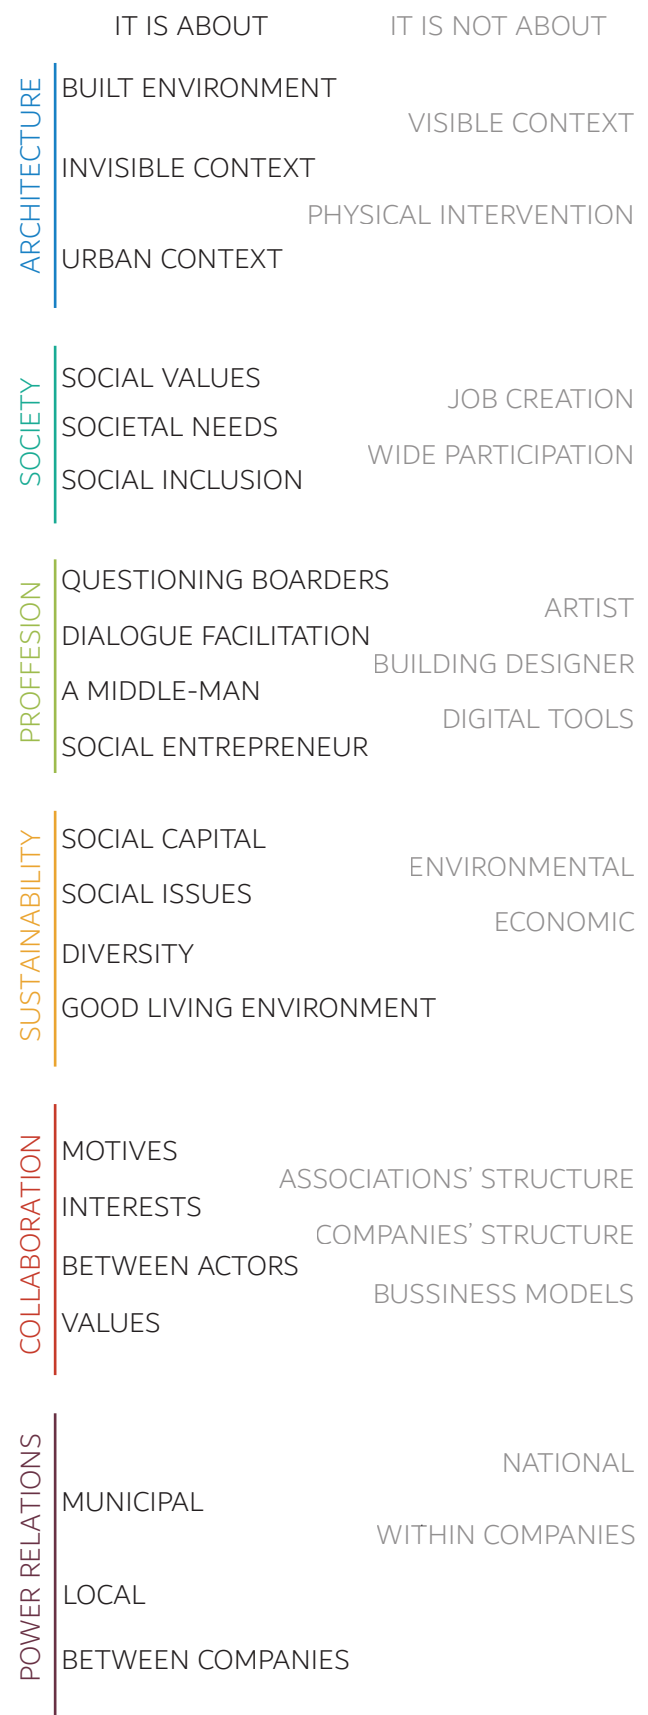 IT IS ABOUT
IT IS NOT ABOUT
ARCHITECTURE
BUILT ENVIRONMENT
VISIBLE CONTEXT
INVISIBLE CONTEXT
PHYSICAL INTERVENTION
URBAN CONTEXT
SOCIETY
SOCIAL VALUES
JOB CREATION
SOCIETAL NEEDS
WIDE PARTICIPATION
SOCIAL INCLUSION
PROFFESION
QUESTIONING BOARDERS
ARTIST
DIALOGUE FACILITATION
BUILDING DESIGNER
A MIDDLE-MAN
DIGITAL TOOLS
SOCIAL ENTREPRENEUR
SUSTAINABILITY
SOCIAL CAPITAL
ENVIRONMENTAL
SOCIAL ISSUES
ECONOMIC
DIVERSITY
GOOD LIVING ENVIRONMENT
COLLABORATION
MOTIVES
ASSOCIATIONS' STRUCTURE
INTERESTS
COMPANIES' STRUCTURE
BETWEEN ACTORS
BUSSINESS MODELS
VALUES
POWER RELATIONS
NATIONAL
MUNICIPAL
WITHIN COMPANIES
LOCAL
BETWEEN COMPANIES